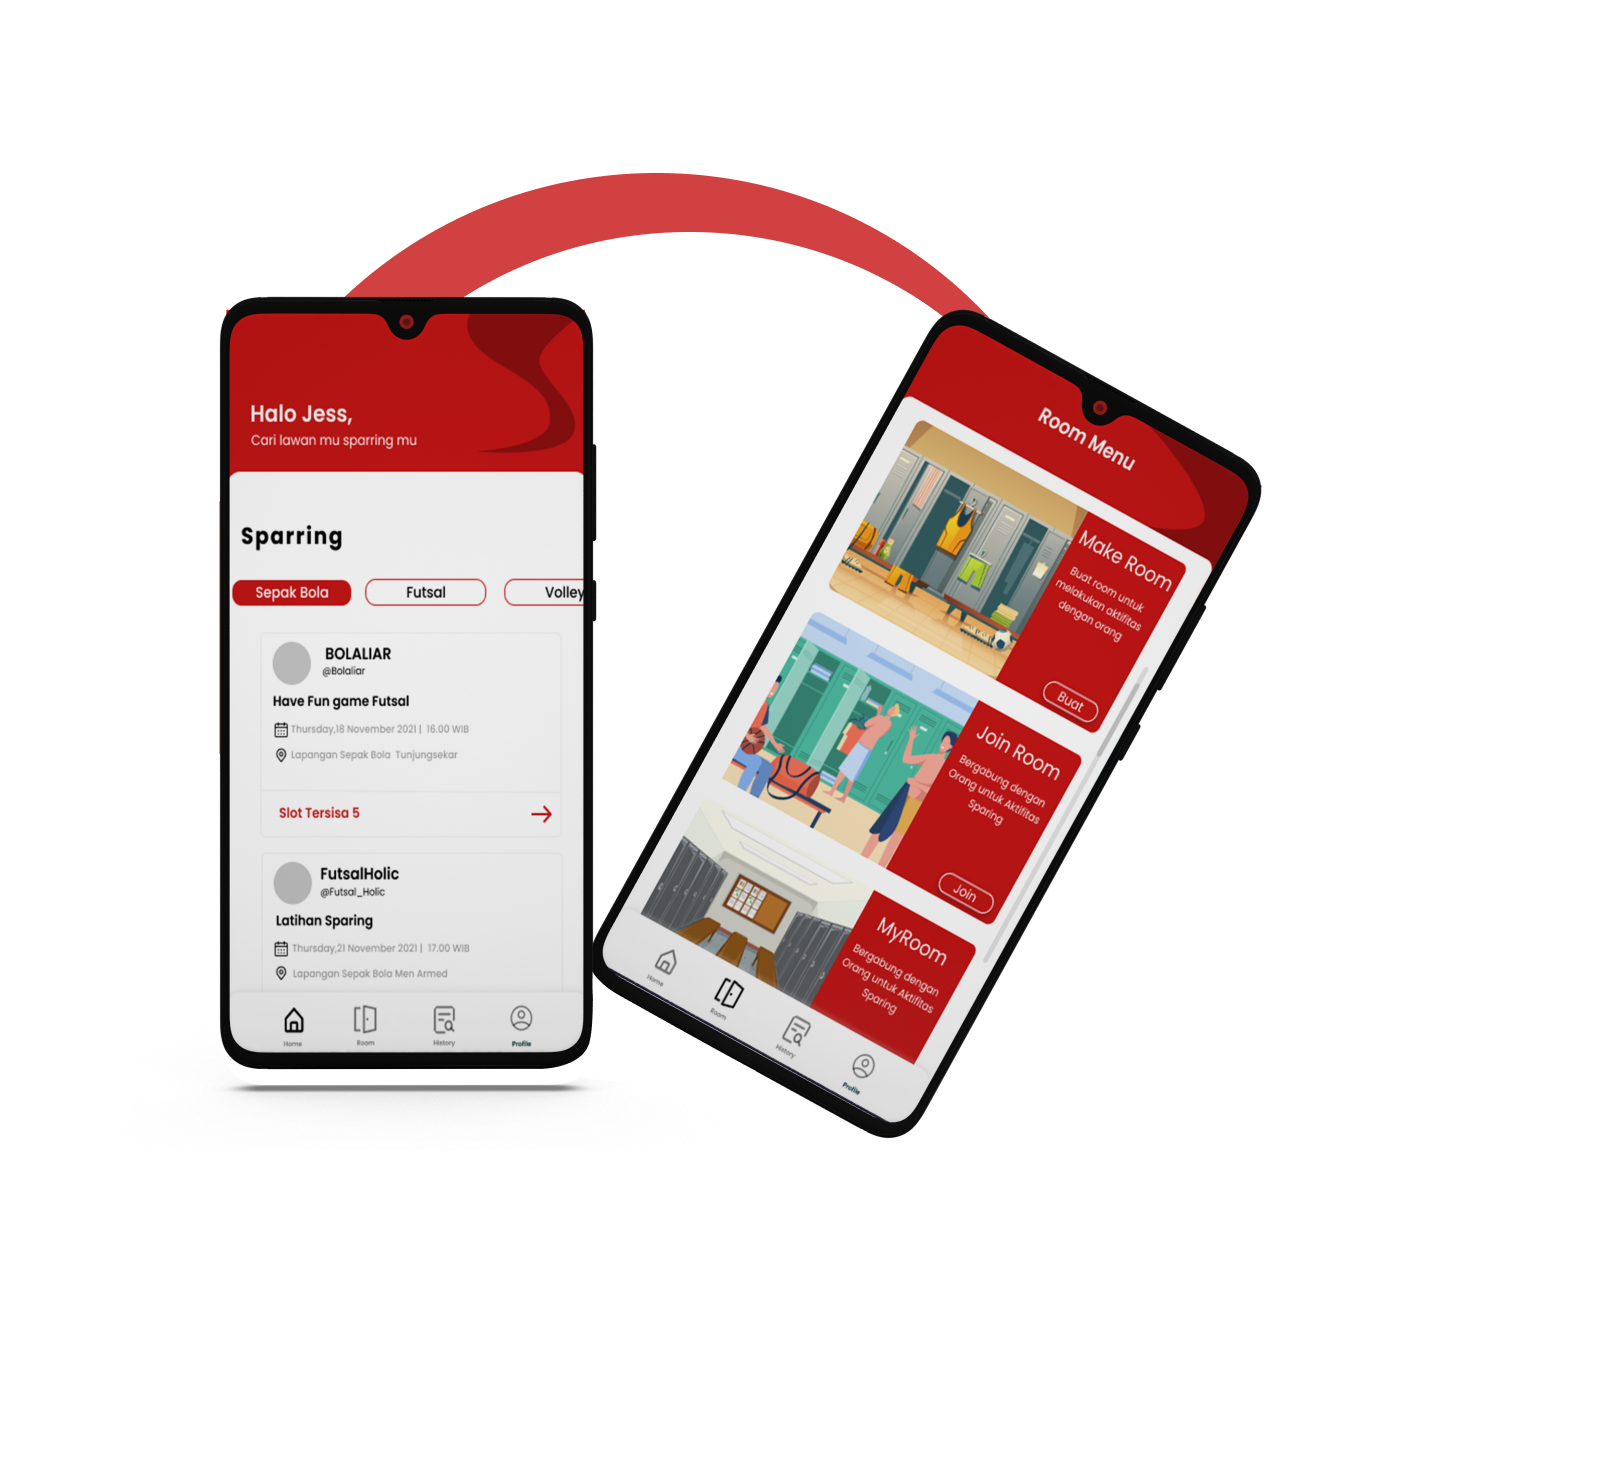 Halo Jess,
Cari lawan mu sparring mu
Sparring
Sepak Bola
Futsal
Volley
BOLALIAR
@Bolaliar
Have Fun game Futsal
Thursday,18 November 2021 | 16.00 WIB
Lapangan Sepak Bola Tunjungsekar
Slot Tersisa 5
FutsalHolic
@Futsal_Holic
Latihan Sparing
Thursday,21 November 2021 | 17.00 WIB
Lapangan Sepak Bola Men Armed
Home
Room
History
Profile
Room Menu
Make Room
Buat room untuk
melakukan aktifitas
dengan orang
Buat
Join Room
Bergabung dengan
Orang untuk Aktifitas
Sparing
Join
MyRoom
Bergabung dengan
Orang untuk Aktifitas
Sparing
Home
Room
History
Profile